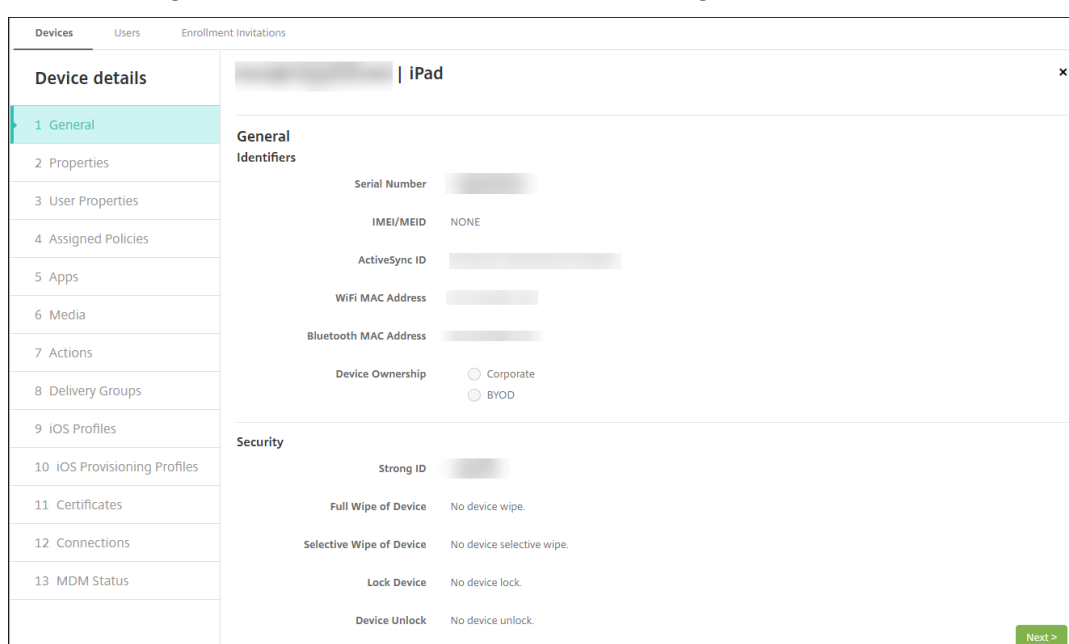 Devices Users Enrollment Invitations
Device details
| iPad
×
1 General
2 Properties
3 User Properties
4 Assigned Policies
5 Apps
6 Media
7 Actions
8 Delivery Groups
9 iOS Profiles
10 iOS Provisioning Profiles
11 Certificates
12 Connections
13 MDM Status
General
Identifiers
Serial Number
IMEI/MEID NONE
ActiveSync ID
WiFi MAC Address
Bluetooth MAC Address
Device Ownership Corporate
BYOD
Security
Strong ID
Full Wipe of Device No device wipe.
Selective Wipe of Device No device selective wipe.
Lock Device No device lock.
Device Unlock No device unlock.
Next >